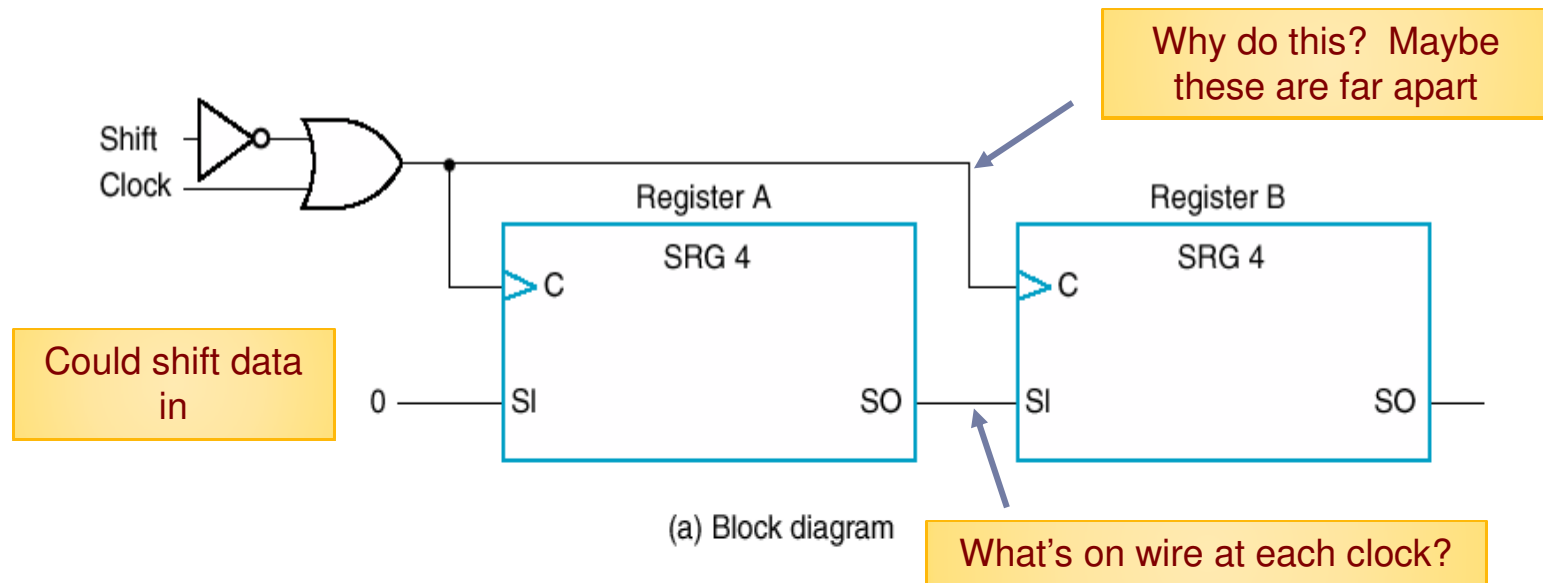 Why do this? Maybe
these are far apart
Shift
Clock
Register A
Register B
SRG 4
SRG 4
C
C
Could shift data
in
0
SI
SO
SI
SO
(a) Block diagram
What's on wire at each clock?